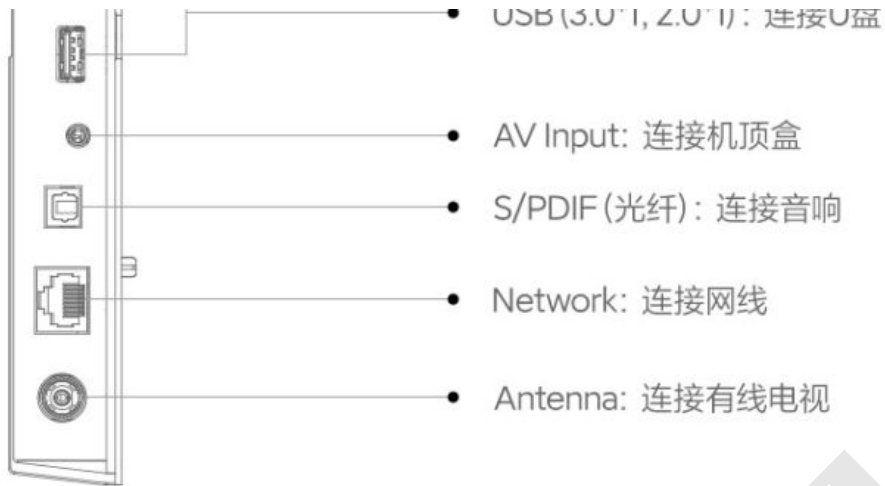 USB (3.0*1, 2.0*1): 连接U盘
AV Input: 连接机顶盒
S/PDIF (光纤): 连接音响
Network: 连接网线
Antenna: 连接有线电视